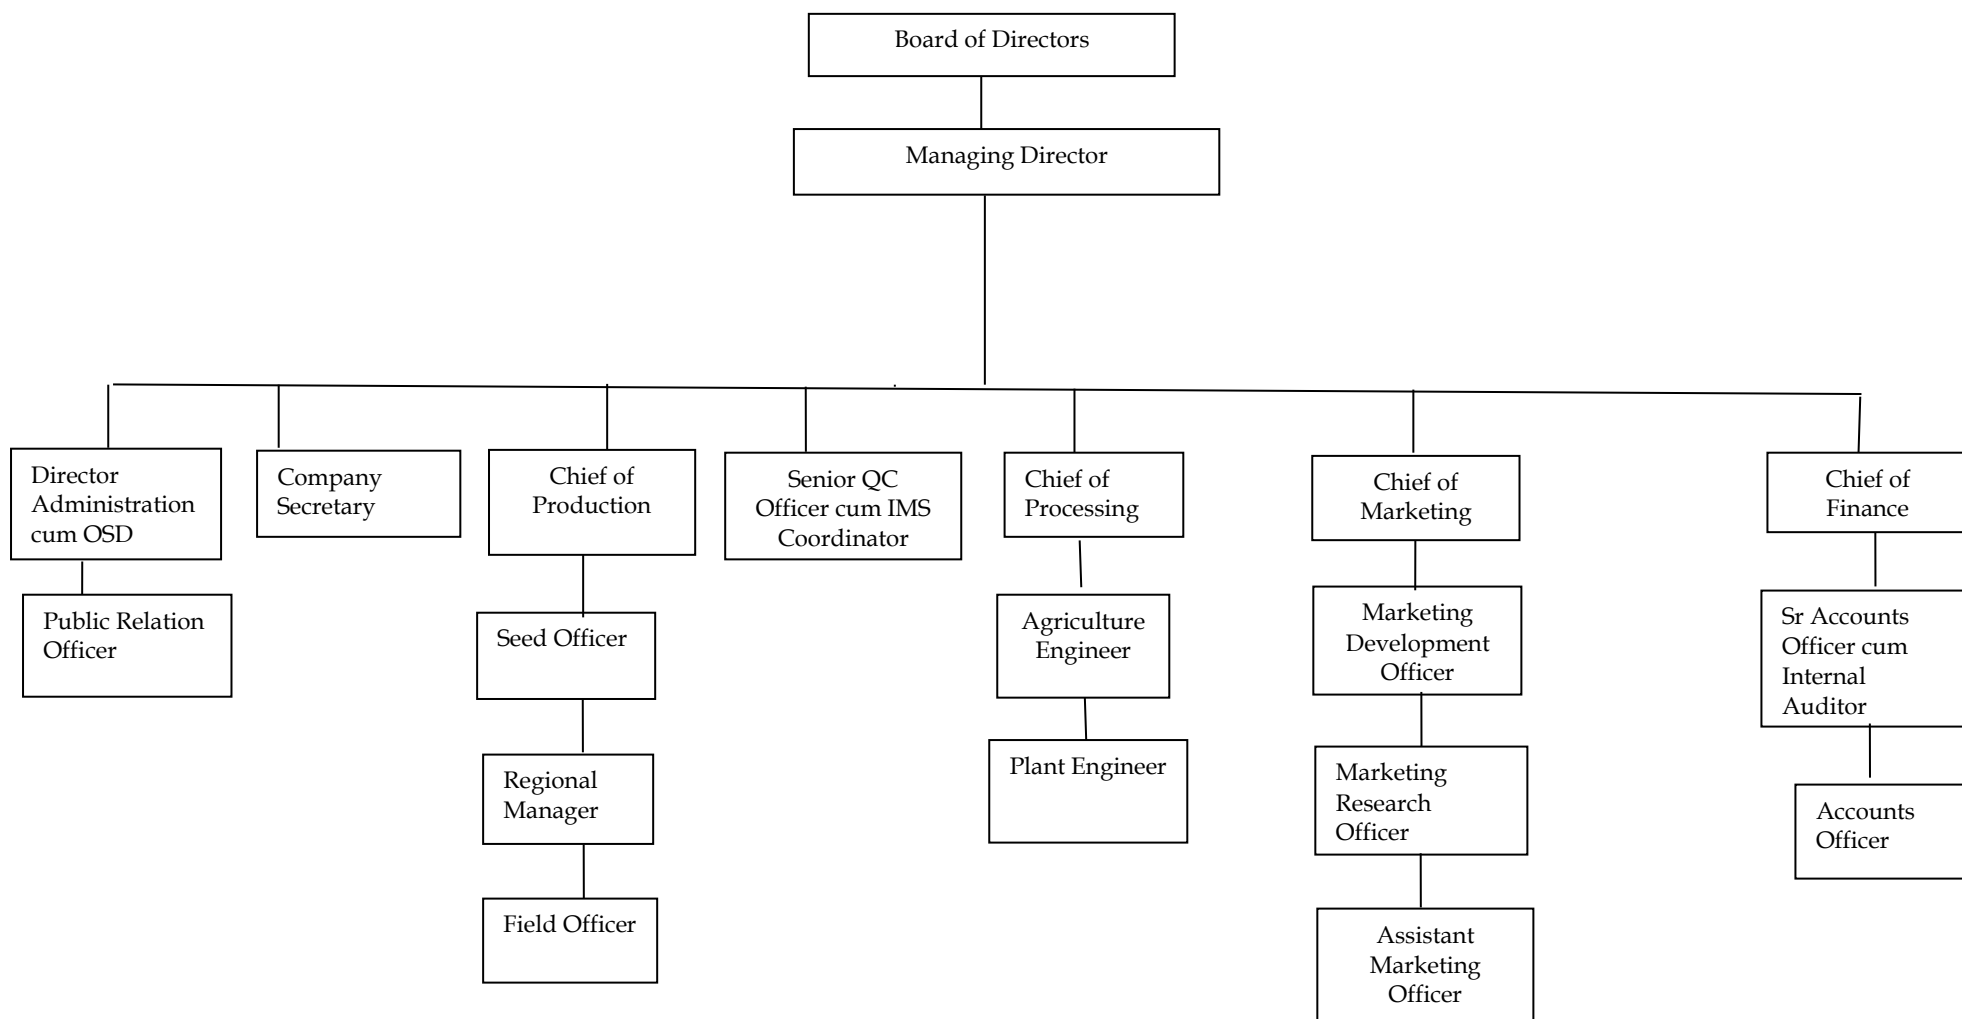 Board of Directors
Managing Director
Director
Administration
cum OSD
Company
Secretary
Chief of
Production
Senior QC
Officer cum IMS
Coordinator
Chief of
Processing
Chief of
Marketing
Chief of
Finance
Public Relation
Officer
Seed Officer
Agriculture
Engineer
Marketing
Development
Officer
Sr Accounts
Officer cum
Internal
Auditor
Regional
Manager
Plant Engineer
Marketing
Research
Officer
Accounts
Officer
Field Officer
Assistant
Marketing
Officer